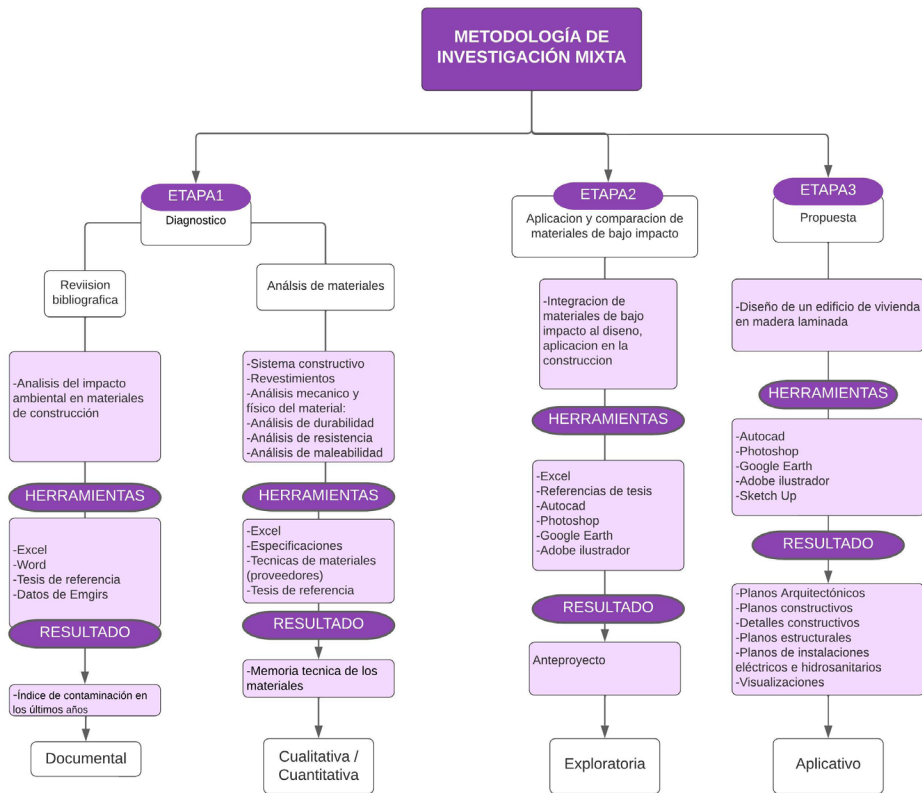 METODOLOGÍA DE
INVESTIGACIÓN MIXTA
ETAPA1
Diagnostico
Reviision
bibliografica
-Analisis del impacto
ambiental en materiales
de construcción
HERRAMIENTAS
-Excel
-Word
-Tesis de referencia
-Datos de Emgirs
RESULTADO
-Índice de contaminación en
los últimos años
Documental
Análsis de materiales
-Sistema constructivo
-Revestimientos
-Análisis mecanico y
físico del material:
-Análisis de durabilidad
-Análisis de resistencia
-Análisis de maleabilidad
HERRAMIENTAS
-Excel
-Especificaciones
-Tecnicas de materiales
(proveedores)
-Tesis de referencia
RESULTADO
-Memoria tecnica de los
materiales
Cualitativa /
Cuantitativa
ETAPA2
Aplicacion y comparacion de
materiales de bajo impacto
-Integracion de
materiales de bajo
impacto al diseno,
aplicacion en la
construccion
HERRAMIENTAS
-Excel
-Referencias de tesis
-Autocad
-Photoshop
-Google Earth
-Adobe ilustrador
RESULTADO
Anteproyecto
Exploratoria
ETAPA3
Propuesta
-Diseño de un edificio de vivienda
en madera laminada
HERRAMIENTAS
-Autocad
-Photoshop
-Google Earth
-Adobe ilustrador
-Sketch Up
RESULTADO
-Planos Arquitectónicos
-Planos constructivos
-Detalles constructivos
-Planos estructurales
-Planos de instalaciones
eléctricos e hidrosanitarios
-Visualizaciones
Aplicativo